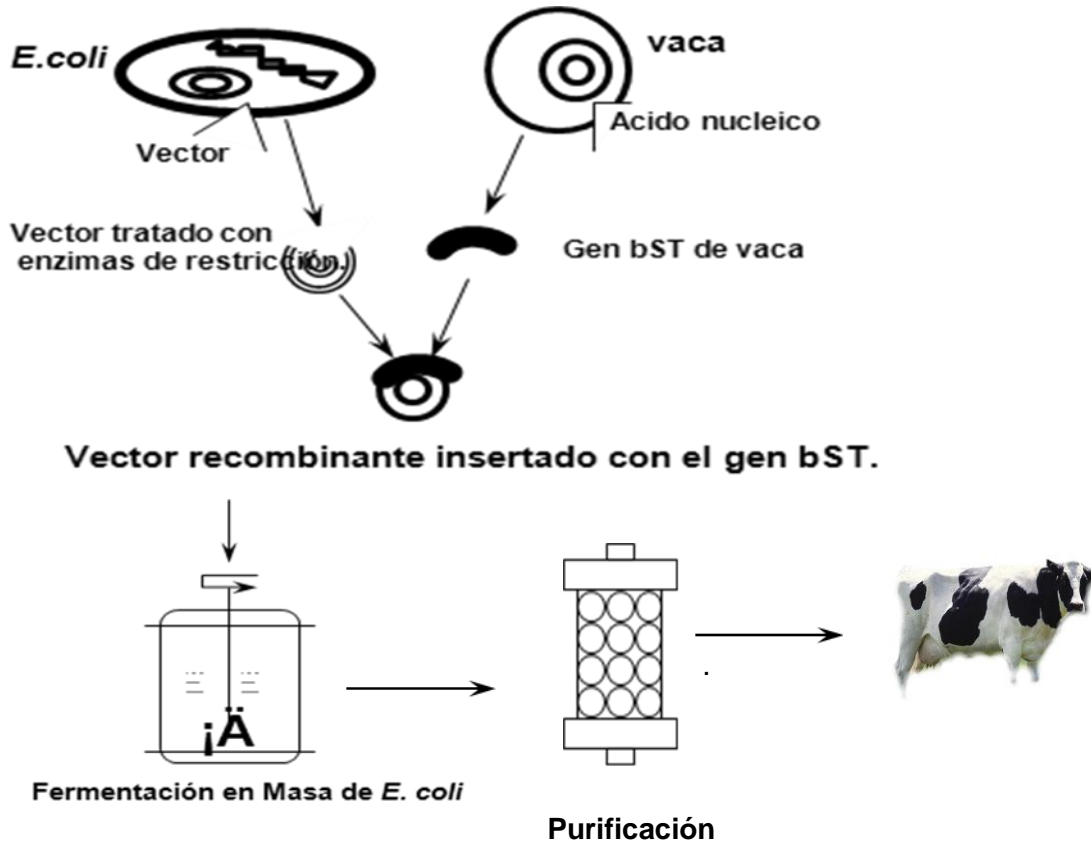 E.coli
vaca
Acido nucleico
Vector
Vector tratado con
enzimas de restricción.
Gen bST de vaca
Vector recombinante insertado con el gen bST.
¡Ä
.
Fermentación en Masa de E. coli
Purificación